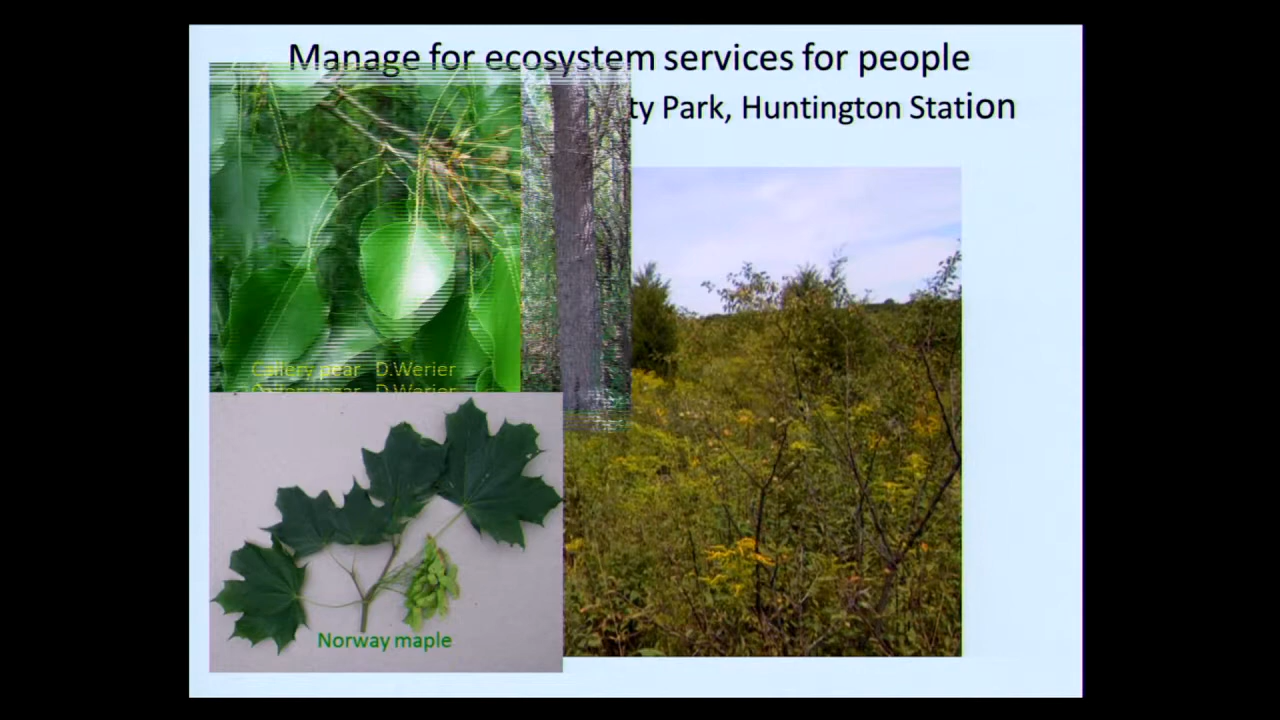 Manage for ecosystem services for people
ty Park, Huntington Station
Callery pear D.Werier
Norway maple